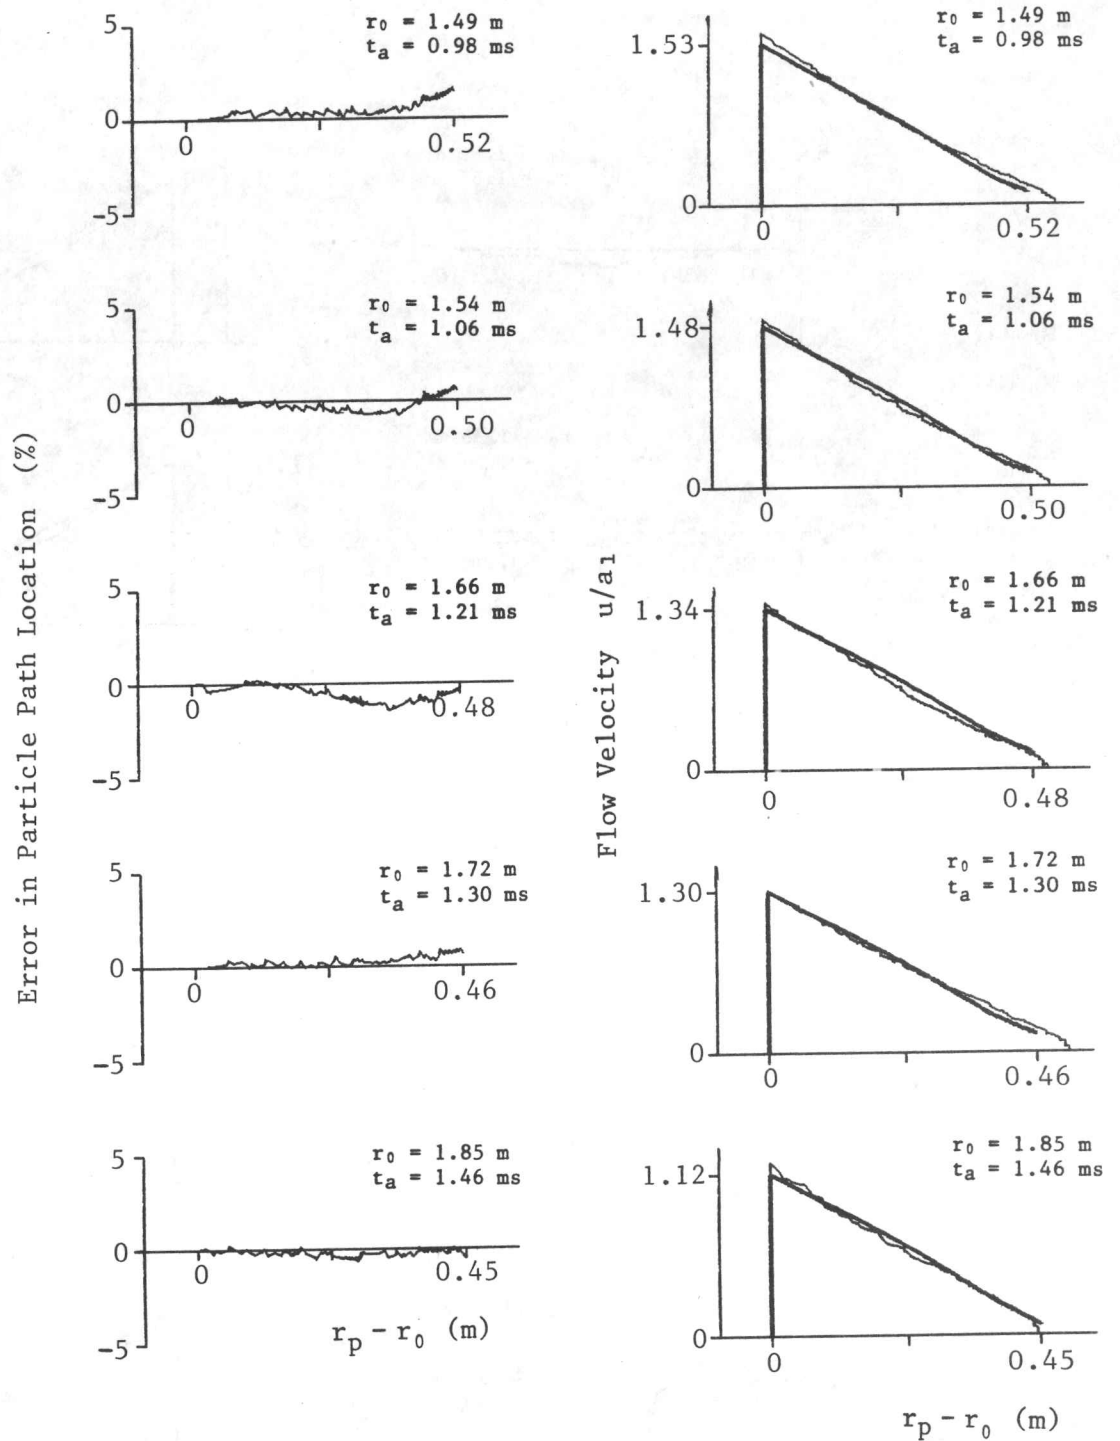 Error in Particle Path Location (%)
5
r₀ = 1.49 m
tₐ = 0.98 ms
0
0
0.52
-5
5
r₀ = 1.54 m
tₐ = 1.06 ms
0
0
0.50
-5
5
r₀ = 1.66 m
tₐ = 1.21 ms
0
0
0.48
-5
5
r₀ = 1.72 m
tₐ = 1.30 ms
0
0
0.46
-5
5
r₀ = 1.85 m
tₐ = 1.46 ms
0
0
0.45
-5
rₚ - r₀ (m)
Flow Velocity u/a₁
r₀ = 1.49 m
tₐ = 0.98 ms
1.53
0
0
0.52
r₀ = 1.54 m
tₐ = 1.06 ms
1.48
0
0
0.50
r₀ = 1.66 m
tₐ = 1.21 ms
1.34
0
0
0.48
r₀ = 1.72 m
tₐ = 1.30 ms
1.30
0
0
0.46
r₀ = 1.85 m
tₐ = 1.46 ms
1.12
0
0
0.45
rₚ - r₀ (m)